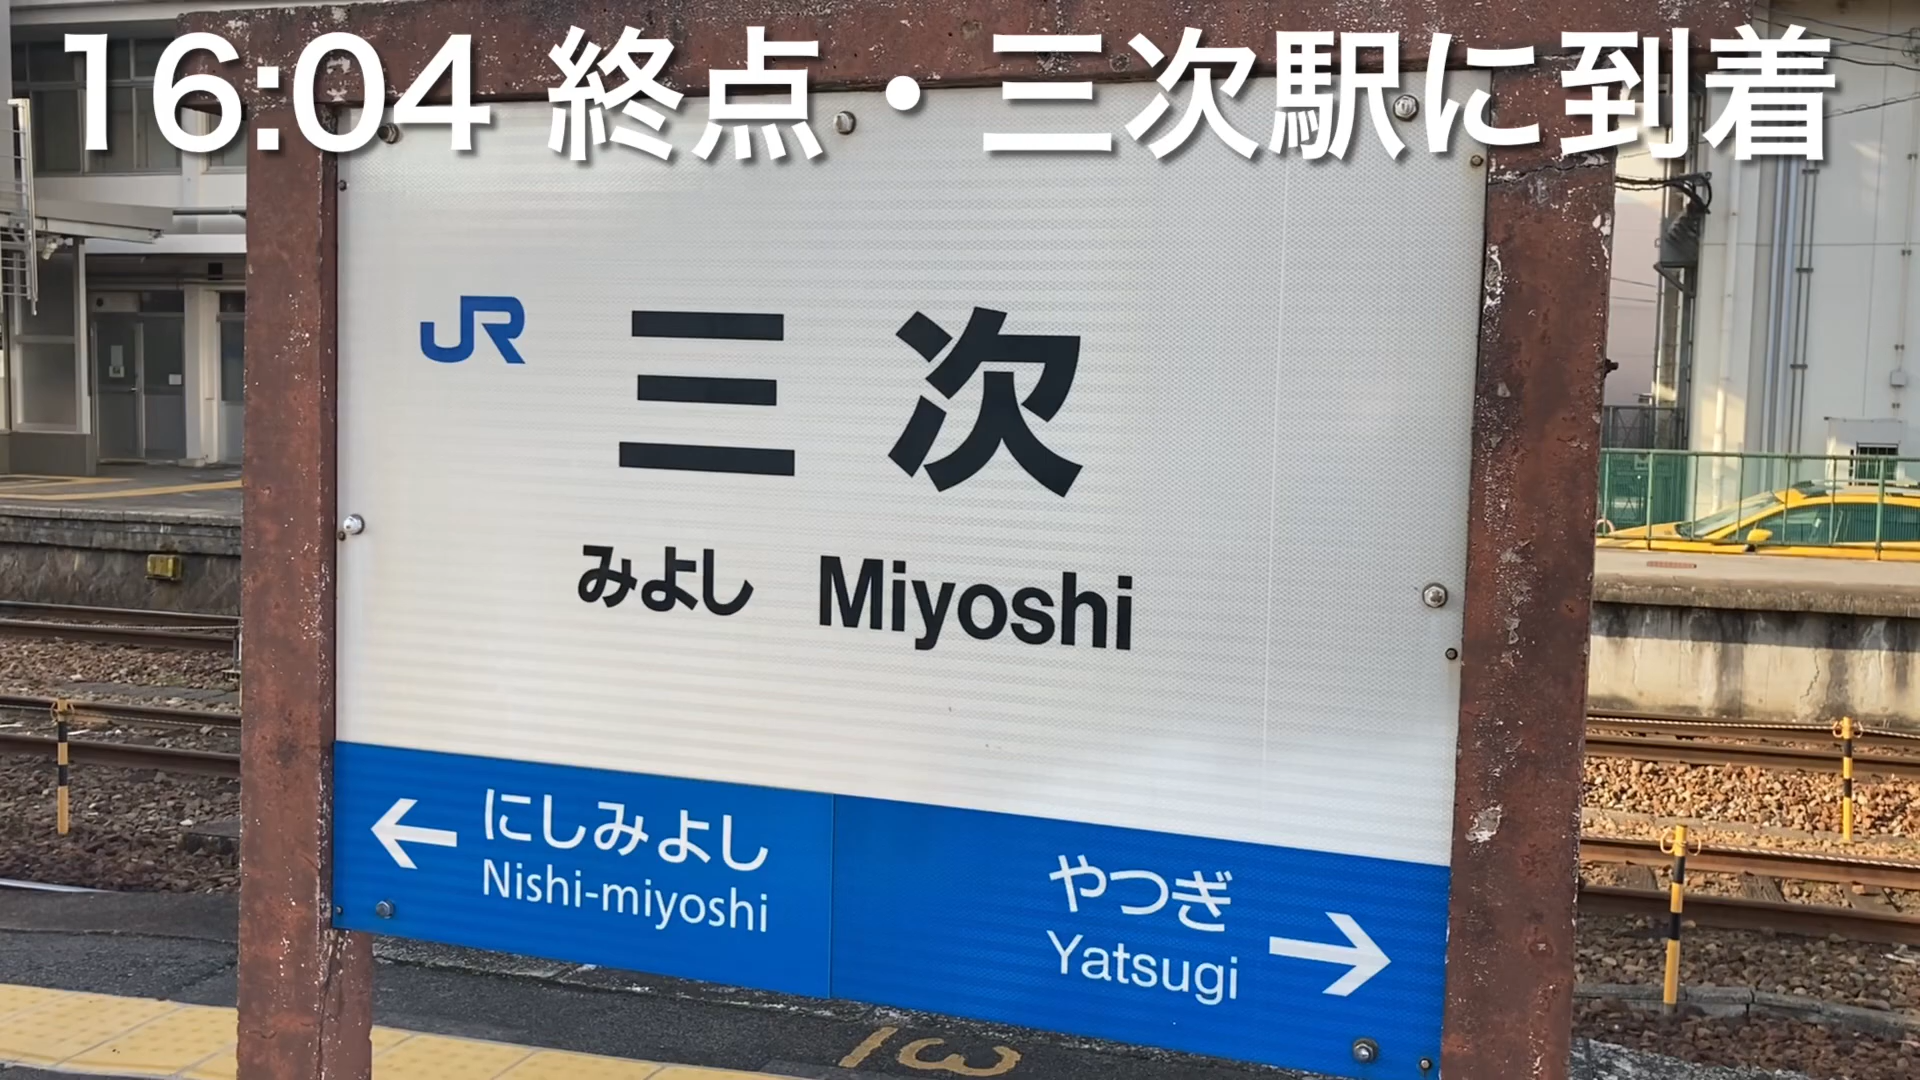 16:04 終点・三次駅に到着
JR 三次
みよし Miyoshi
← にしみよし
Nishi-miyoshi
やつぎ →
Yatsugi
13